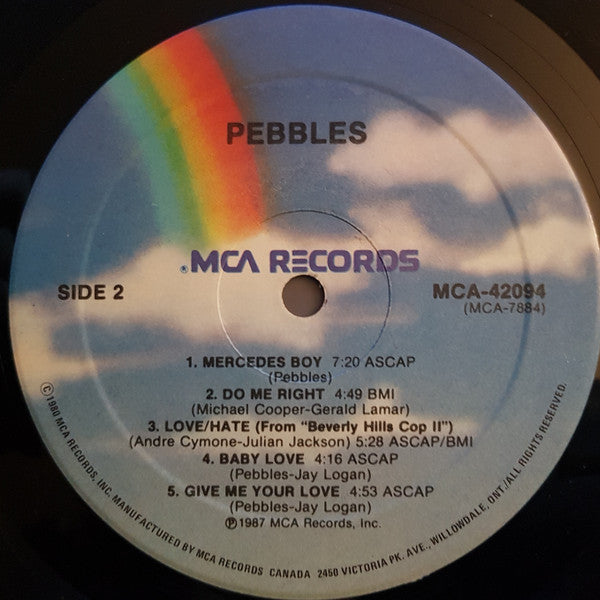 PEBBLES
®MCA RECORDS
SIDE 2
MCA-42094
(MCA-7884)
1. MERCEDES BOY 7:20 ASCAP
(Pebbles)
2. DO ME RIGHT 4:49 BMI
(Michael Cooper-Gerald Lamar)
3. LOVE/HATE (From "Beverly Hills Cop II")
(Andre Cymone-Julian Jackson) 5:28 ASCAP/BMI
4. BABY LOVE 4:16 ASCAP
(Pebbles-Jay Logan)
5. GIVE ME YOUR LOVE 4:53 ASCAP
(Pebbles-Jay Logan)
℗1987 MCA Records, Inc.
©1980 MCA RECORDS, INC. MANUFACTURED BY MCA RECORDS CANADA 2450 VICTORIA PK. AVE., WILLOWDALE, ONT./ALL RIGHTS RESERVED.